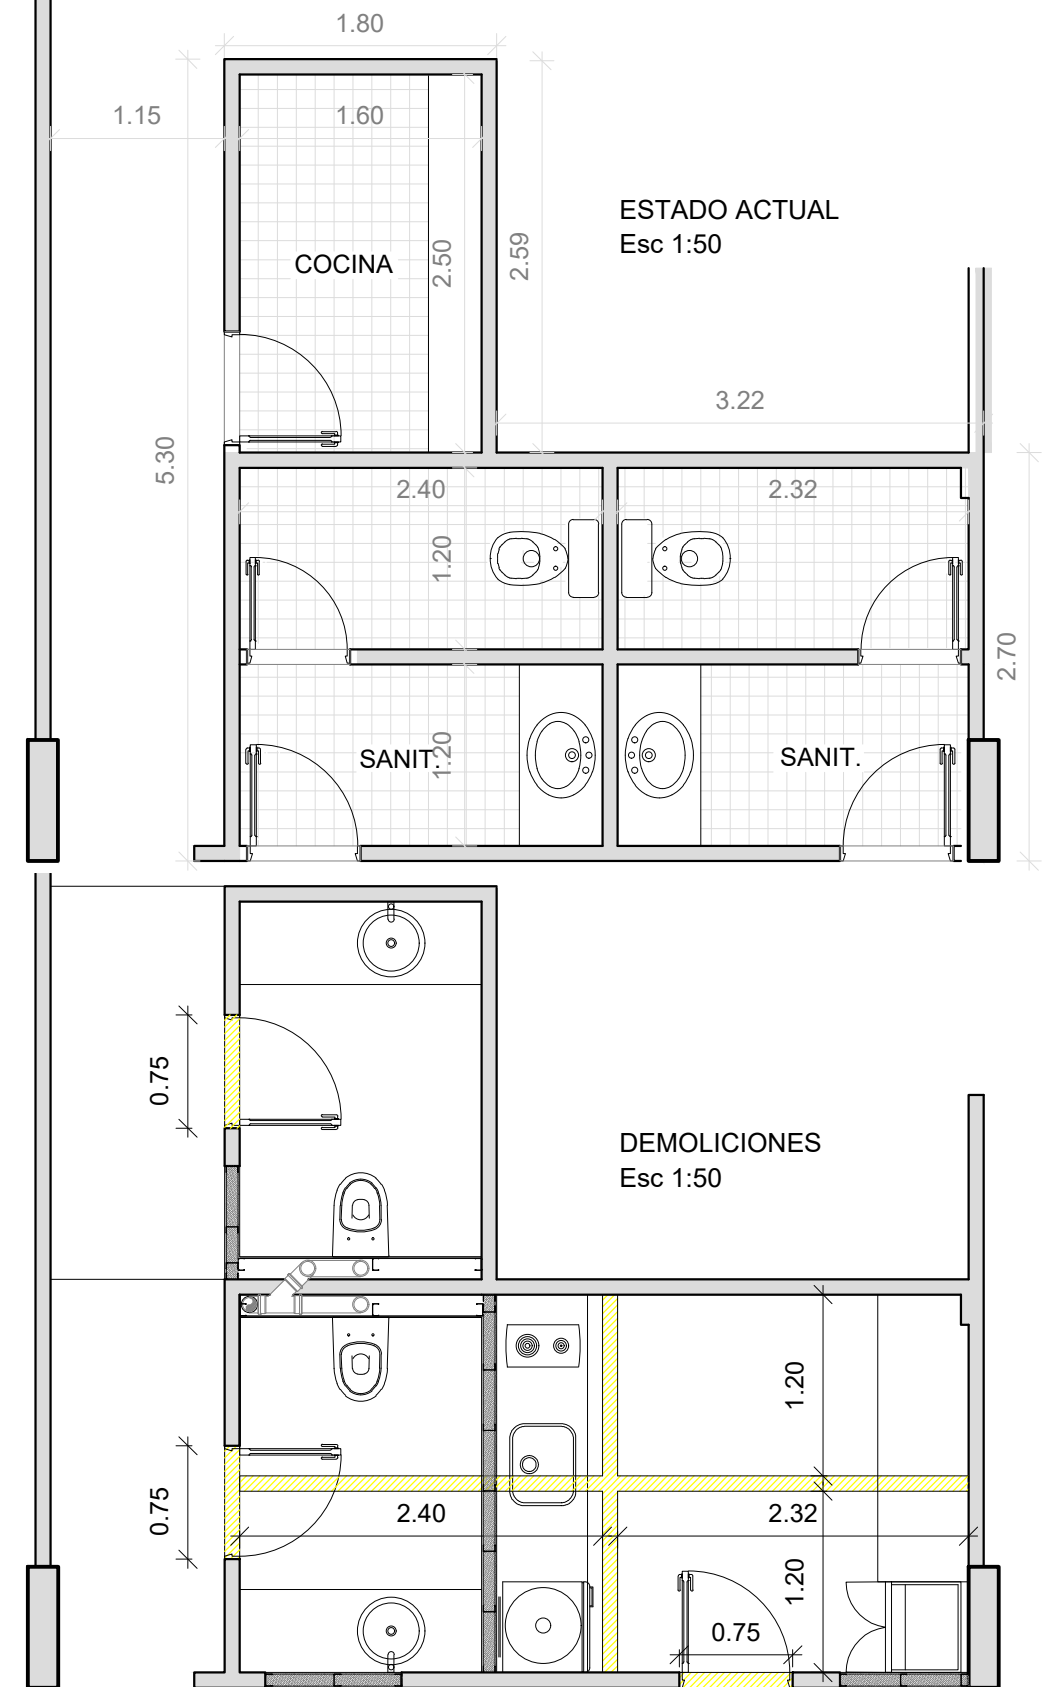 1.80
1.15
1.60
ESTADO ACTUAL
Esc 1:50
COCINA
2.50
2.59
3.22
5.30
2.40
2.32
1.20
2.70
SANIT.
1.20
SANIT.
0.75
DEMOLICIONES
Esc 1:50
1.20
0.75
2.40
2.32
1.20
0.75